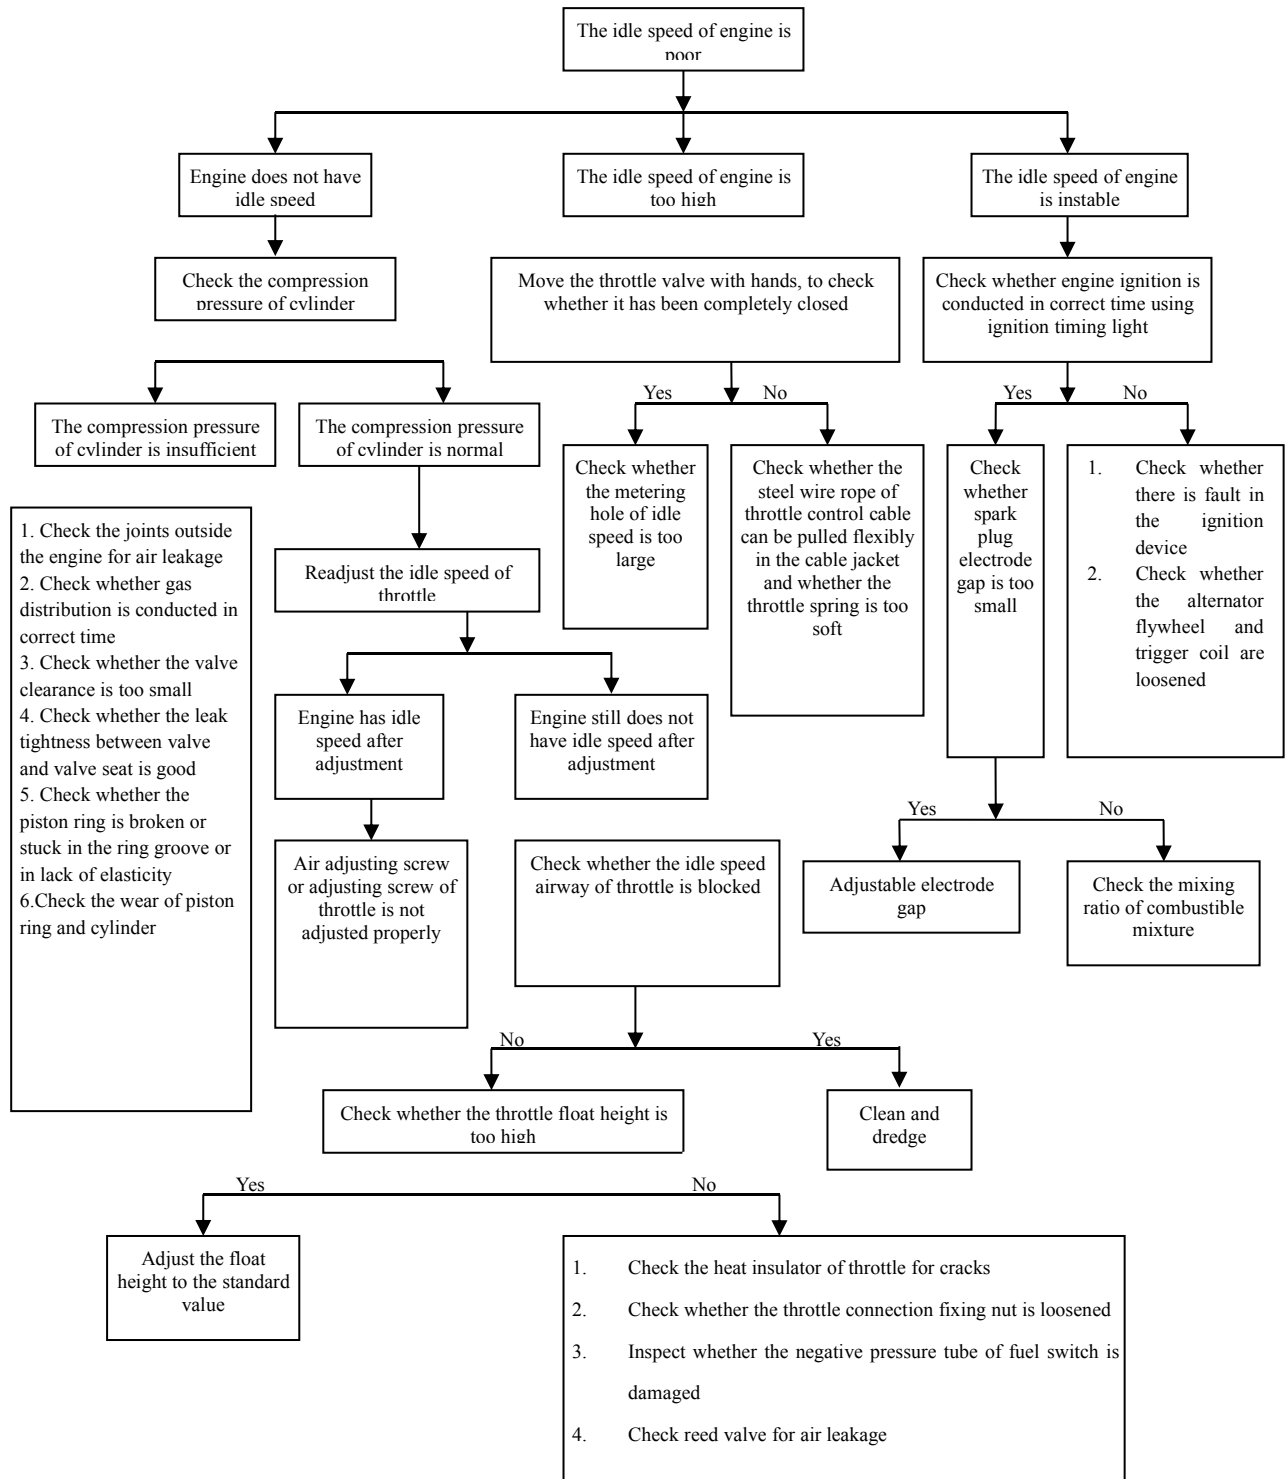 The idle speed of engine is
poor
Engine does not have
idle speed
The idle speed of engine is
too high
The idle speed of engine
is instable
Check the compression
pressure of cylinder
Move the throttle valve with hands, to check
whether it has been completely closed
Check whether engine ignition is
conducted in correct time using
ignition timing light
Yes
No
Yes
No
The compression pressure
of cylinder is insufficient
The compression pressure
of cylinder is normal
Check whether
the metering
hole of idle
speed is too
large
Check whether the
steel wire rope of
throttle control cable
can be pulled flexibly
in the cable jacket
and whether the
throttle spring is too
soft
Check
whether
spark
plug
electrode
gap is too
small
1. Check whether
there is fault in
the ignition
device
2. Check whether
the alternator
flywheel and
trigger coil are
loosened
1. Check the joints outside
the engine for air leakage
2. Check whether gas
distribution is conducted in
correct time
3. Check whether the valve
clearance is too small
4. Check whether the leak
tightness between valve
and valve seat is good
5. Check whether the
piston ring is broken or
stuck in the ring groove or
in lack of elasticity
6.Check the wear of piston
ring and cylinder
Readjust the idle speed of
throttle
Engine has idle
speed after
adjustment
Engine still does not
have idle speed after
adjustment
Yes
No
Air adjusting screw
or adjusting screw of
throttle is not
adjusted properly
Check whether the idle speed
airway of throttle is blocked
Adjustable electrode
gap
Check the mixing
ratio of combustible
mixture
No
Yes
Check whether the throttle float height is
too high
Clean and
dredge
Yes
No
Adjust the float
height to the standard
value
1. Check the heat insulator of throttle for cracks
2. Check whether the throttle connection fixing nut is loosened
3. Inspect whether the negative pressure tube of fuel switch is
damaged
4. Check reed valve for air leakage